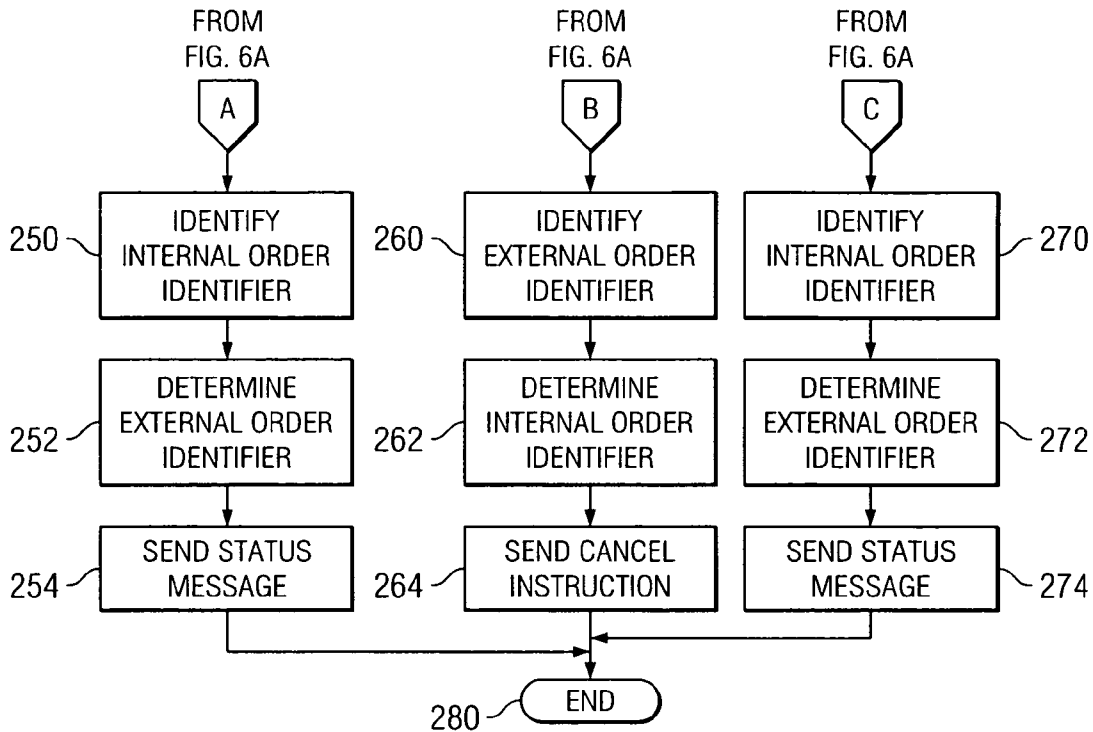 FROM
FIG. 6A
A
FROM
FIG. 6A
B
FROM
FIG. 6A
C
250
IDENTIFY
INTERNAL ORDER
IDENTIFIER
260
IDENTIFY
EXTERNAL ORDER
IDENTIFIER
IDENTIFY
INTERNAL ORDER
IDENTIFIER
270
252
DETERMINE
EXTERNAL ORDER
IDENTIFIER
262
DETERMINE
INTERNAL ORDER
IDENTIFIER
DETERMINE
EXTERNAL ORDER
IDENTIFIER
272
254
SEND STATUS
MESSAGE
264
SEND CANCEL
INSTRUCTION
SEND STATUS
MESSAGE
274
280
END